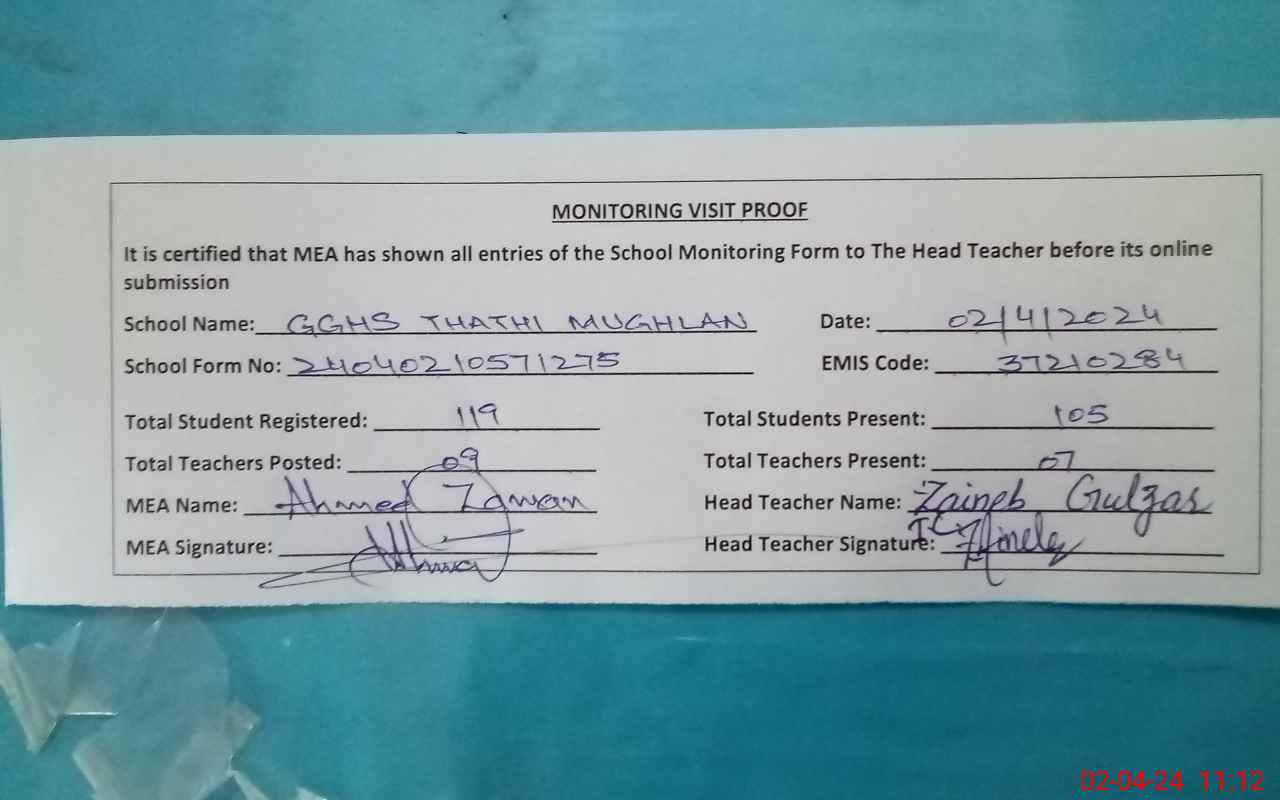 MONITORING VISIT PROOF
It is certified that MEA has shown all entries of the School Monitoring Form to The Head Teacher before its online
submission
School Name: GGHS THATHI MUGHLAN Date: 02/4/2024
School Form No: 24040210571275 EMIS Code: 37210284
Total Student Registered: 119 Total Students Present: 105
Total Teachers Posted: 09 Total Teachers Present: 07
MEA Name: Ahmed Zawan Head Teacher Name: Zaineb Gulzar
MEA Signature: Head Teacher Signature:
02-04-24 11:12